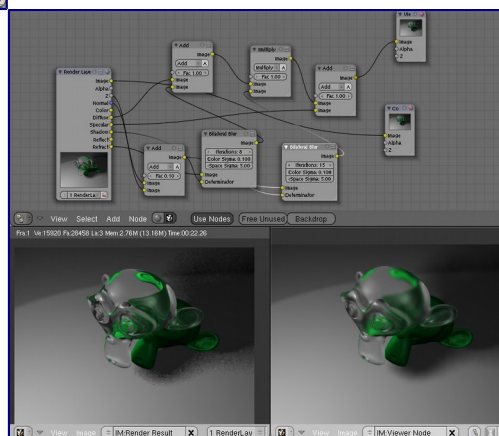 Vie
Image
Alpha
Z
Add
Image
Add A
Fac 1.00
Image
Image
Multiply
Image
Multiply A
Fac 1.00
Image
Image
Add
Image
Add A
Fac 1.00
Image
Image
Render Laye
Image
Alpha
Z
Normal
Color
Diffuse
Specular
Shadow
Reflect
Refract
1 RenderLa
Co
Image
Alpha
Z
Add
Image
Add A
Fac 0.10
Image
Image
Bilateral Blur
Image
Iterations: 8
Color Sigma: 0.100
Space Sigma: 5.00
Image
Determinator
Bilateral Blur
Image
Iterations: 15
Color Sigma: 0.100
Space Sigma: 5.00
Image
Determinator
View Select Add Node Use Nodes Free Unused Backdrop
Fra:1 Ve:15920 Fa:28458 La:3 Mem:2.76M (13.16M) Time:00:22.26
View Image IM:Render Result X 1 RenderLay
View Image IM:Viewer Node X